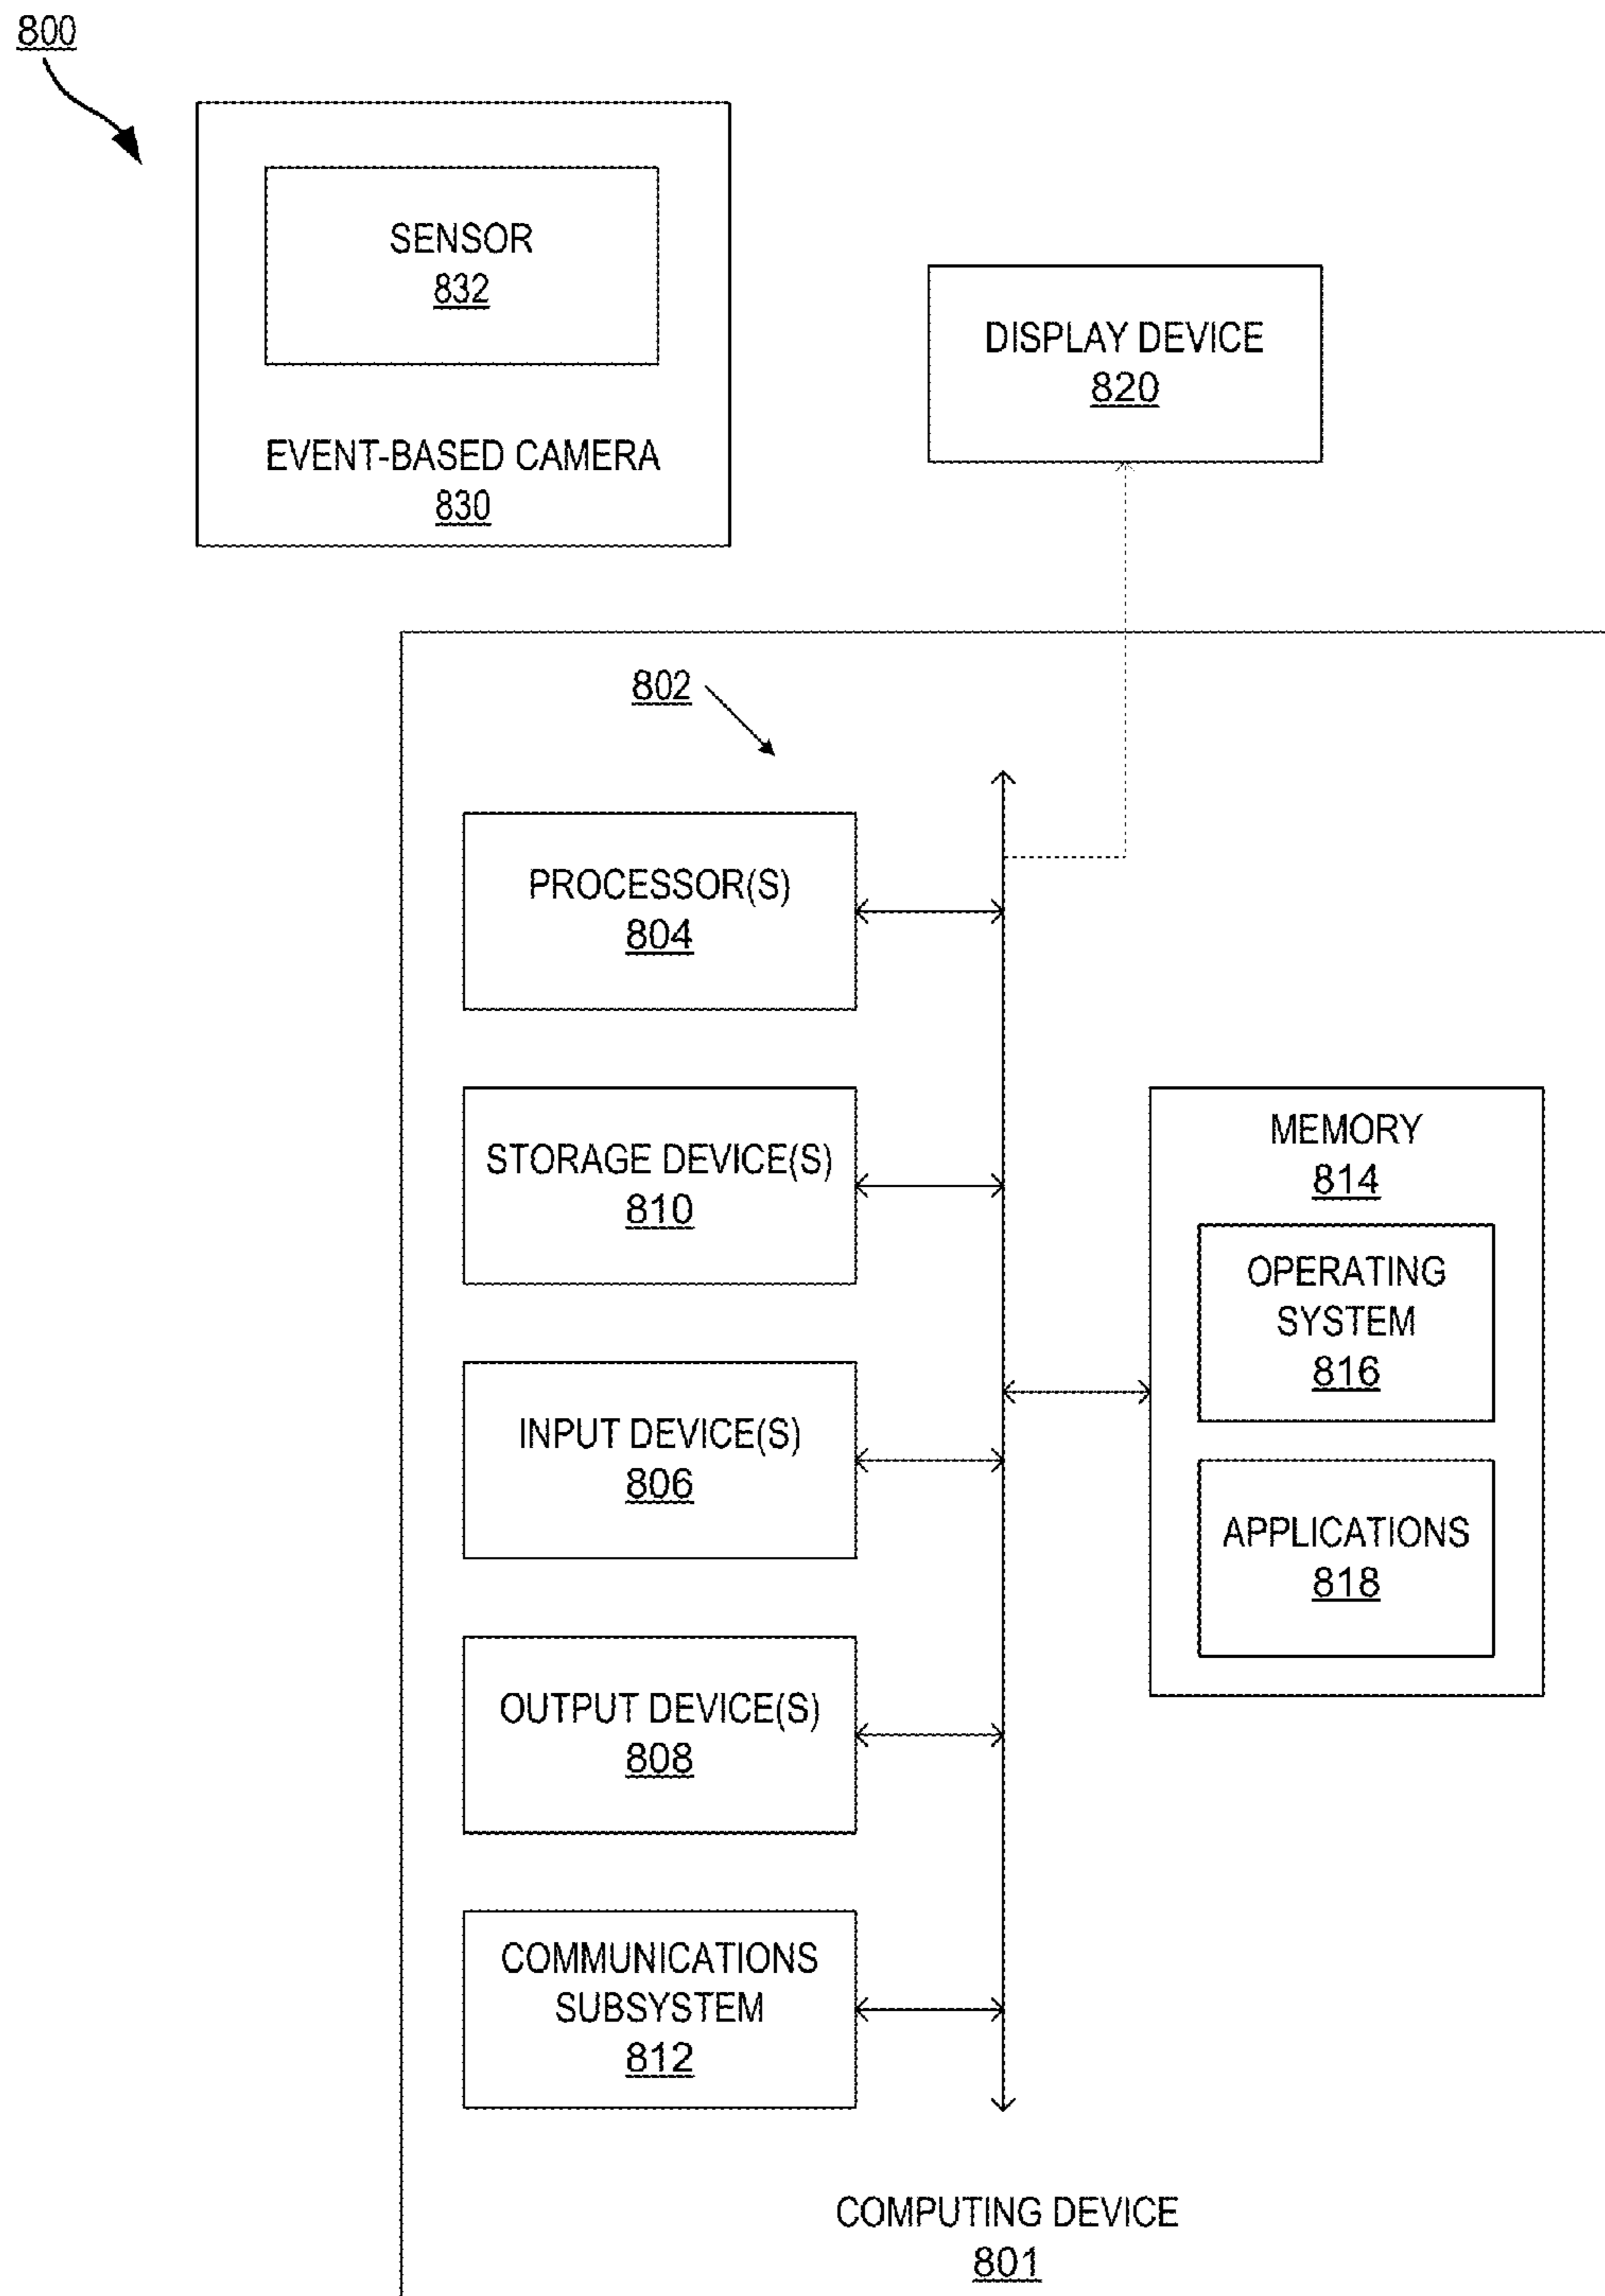 800
SENSOR
832
EVENT-BASED CAMERA
830
DISPLAY DEVICE
820
802
PROCESSOR(S)
804
STORAGE DEVICE(S)
810
INPUT DEVICE(S)
806
OUTPUT DEVICE(S)
808
COMMUNICATIONS
SUBSYSTEM
812
MEMORY
814
OPERATING
SYSTEM
816
APPLICATIONS
818
COMPUTING DEVICE
801